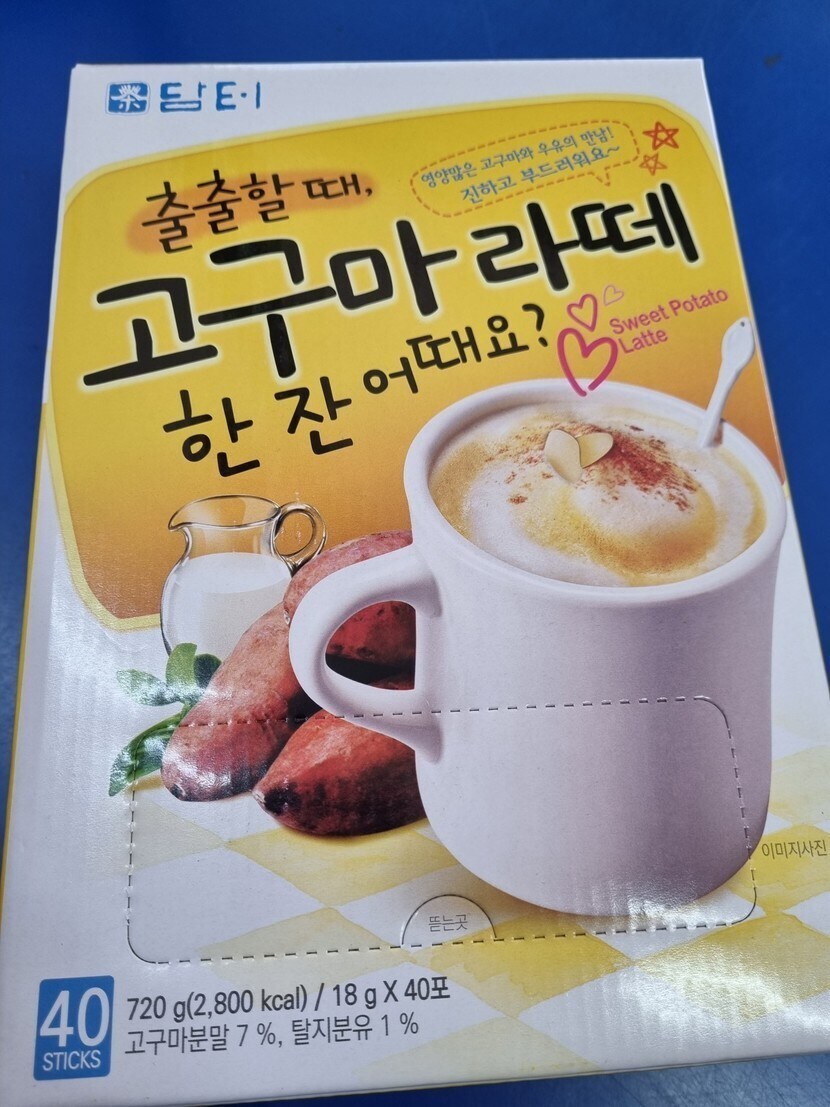 茶 담터
영양많은 고구마와 우유의 만남!
진하고 부드러워요~
출출할 때,
고구마 라떼
한 잔 어때요?
Sweet Potato
Latte
이미지사진
뜯는곳
40
STICKS
720 g(2,800 kcal) / 18 g X 40포
고구마분말 7 %, 탈지분유 1 %